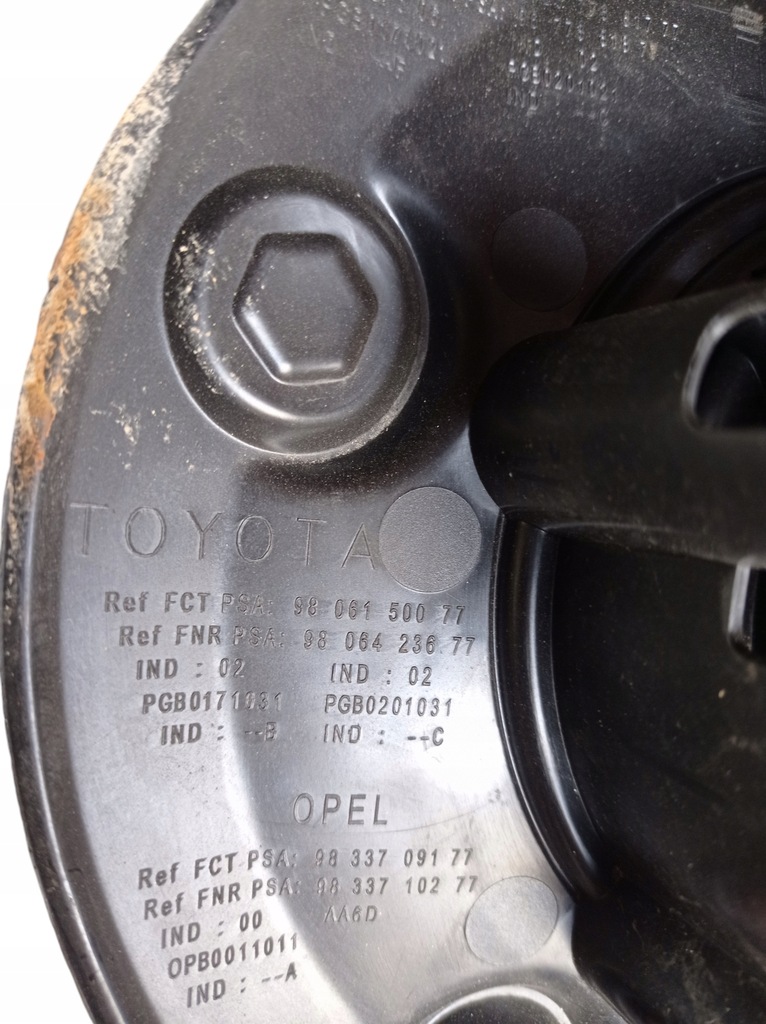 TOYOTA
Ref FCT PSA: 98 061 500 77
Ref FNR PSA: 98 064 236 77
IND : 02 IND : 02
PGB0171031 PGB0201031
IND : --B IND : --C
OPEL
Ref FCT PSA: 98 337 091 77
Ref FNR PSA: 98 337 102 77
IND : 00 AA6D
OPB0011011
IND : --A